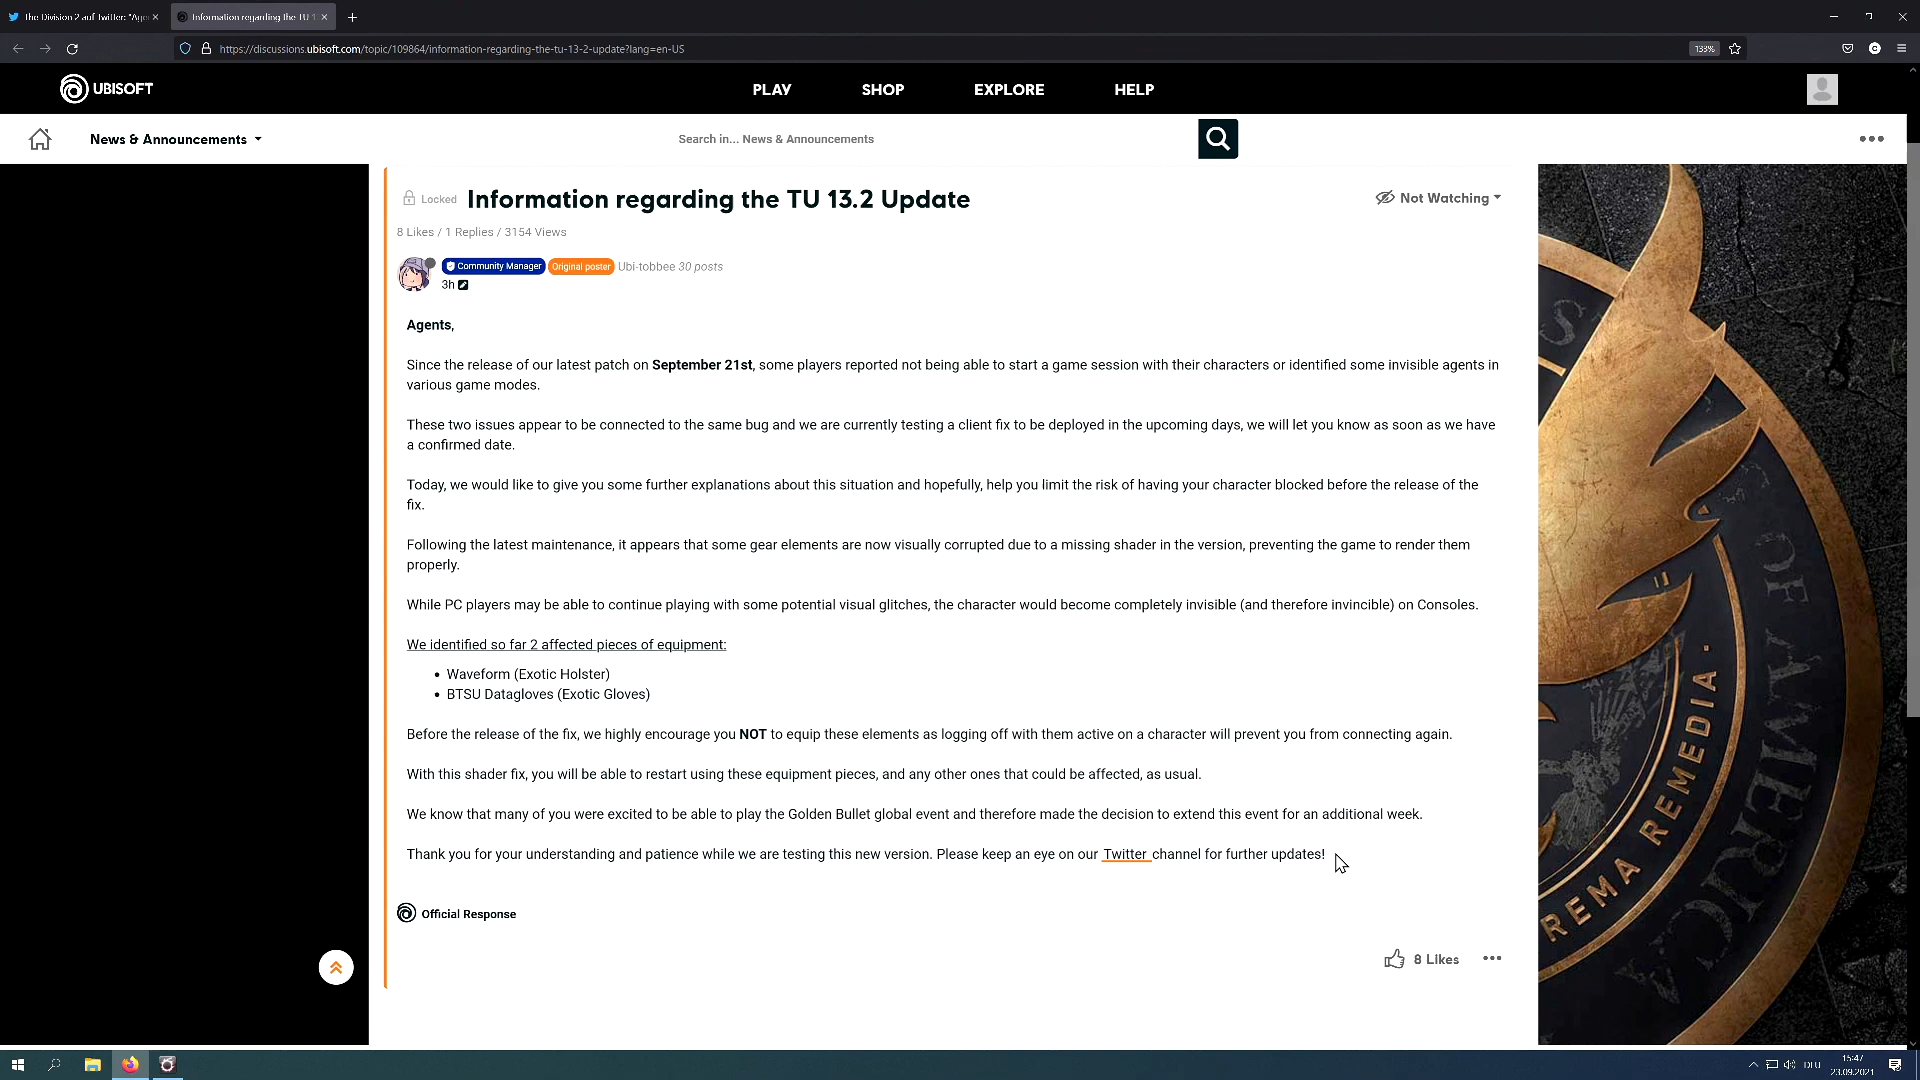 The Division 2 auf Twitter: "Age
Information regarding the TU 1
https://discussions.ubisoft.com/topic/109864/information-regarding-the-tu-13-2-update?lang=en-US
133%
UBISOFT
PLAY
SHOP
EXPLORE
HELP
News & Announcements
Search in... News & Announcements
Locked
Information regarding the TU 13.2 Update
Not Watching
8 Likes / 1 Replies / 3154 Views
Community Manager
Original poster
Ubi-tobbee 30 posts
3h
Agents,
Since the release of our latest patch on September 21st, some players reported not being able to start a game session with their characters or identified some invisible agents in
various game modes.
These two issues appear to be connected to the same bug and we are currently testing a client fix to be deployed in the upcoming days, we will let you know as soon as we have
a confirmed date.
Today, we would like to give you some further explanations about this situation and hopefully, help you limit the risk of having your character blocked before the release of the
fix.
Following the latest maintenance, it appears that some gear elements are now visually corrupted due to a missing shader in the version, preventing the game to render them
properly.
While PC players may be able to continue playing with some potential visual glitches, the character would become completely invisible (and therefore invincible) on Consoles.
We identified so far 2 affected pieces of equipment:
• Waveform (Exotic Holster)
• BTSU Datagloves (Exotic Gloves)
Before the release of the fix, we highly encourage you NOT to equip these elements as logging off with them active on a character will prevent you from connecting again.
With this shader fix, you will be able to restart using these equipment pieces, and any other ones that could be affected, as usual.
We know that many of you were excited to be able to play the Golden Bullet global event and therefore made the decision to extend this event for an additional week.
Thank you for your understanding and patience while we are testing this new version. Please keep an eye on our Twitter channel for further updates!
Official Response
8 Likes
OF AMERICA
REMA REMEDIA
DEU
15:47
23.09.2021